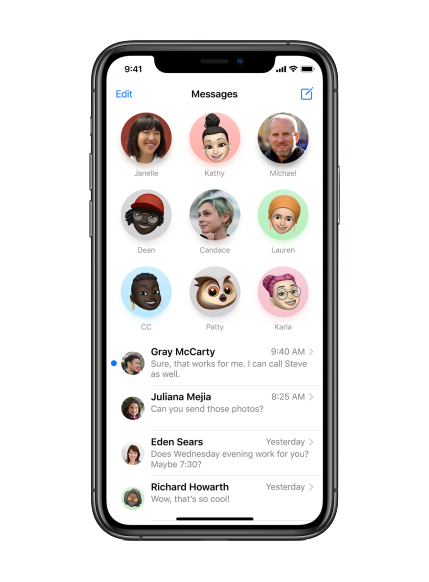 9:41
Edit Messages
Janelle Kathy Michael
Dean Candace Lauren
CC Patty Karla
Gray McCarty 9:40 AM
Sure, that works for me. I can call Steve
as well.
Juliana Mejia 8:25 AM
Can you send those photos?
Eden Sears Yesterday
Does Wednesday evening work for you?
Maybe 7:30?
Richard Howarth Yesterday
Wow, that's so cool!